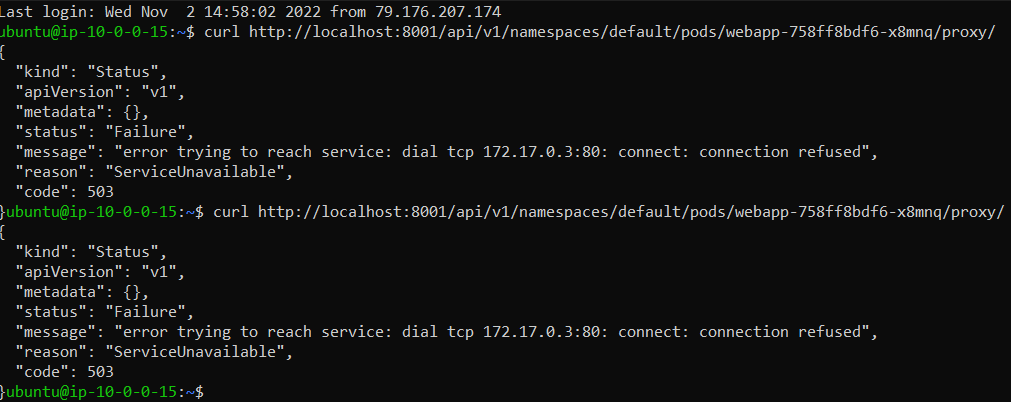 Last login: Wed Nov  2 14:58:02 2022 from 79.176.207.174
ubuntu@ip-10-0-0-15:~$ curl http://localhost:8001/api/v1/namespaces/default/pods/webapp-758ff8bdf6-x8mnq/proxy/
{
  "kind": "Status",
  "apiVersion": "v1",
  "metadata": {},
  "status": "Failure",
  "message": "error trying to reach service: dial tcp 172.17.0.3:80: connect: connection refused",
  "reason": "ServiceUnavailable",
  "code": 503
}ubuntu@ip-10-0-0-15:~$ curl http://localhost:8001/api/v1/namespaces/default/pods/webapp-758ff8bdf6-x8mnq/proxy/
{
  "kind": "Status",
  "apiVersion": "v1",
  "metadata": {},
  "status": "Failure",
  "message": "error trying to reach service: dial tcp 172.17.0.3:80: connect: connection refused",
  "reason": "ServiceUnavailable",
  "code": 503
}ubuntu@ip-10-0-0-15:~$